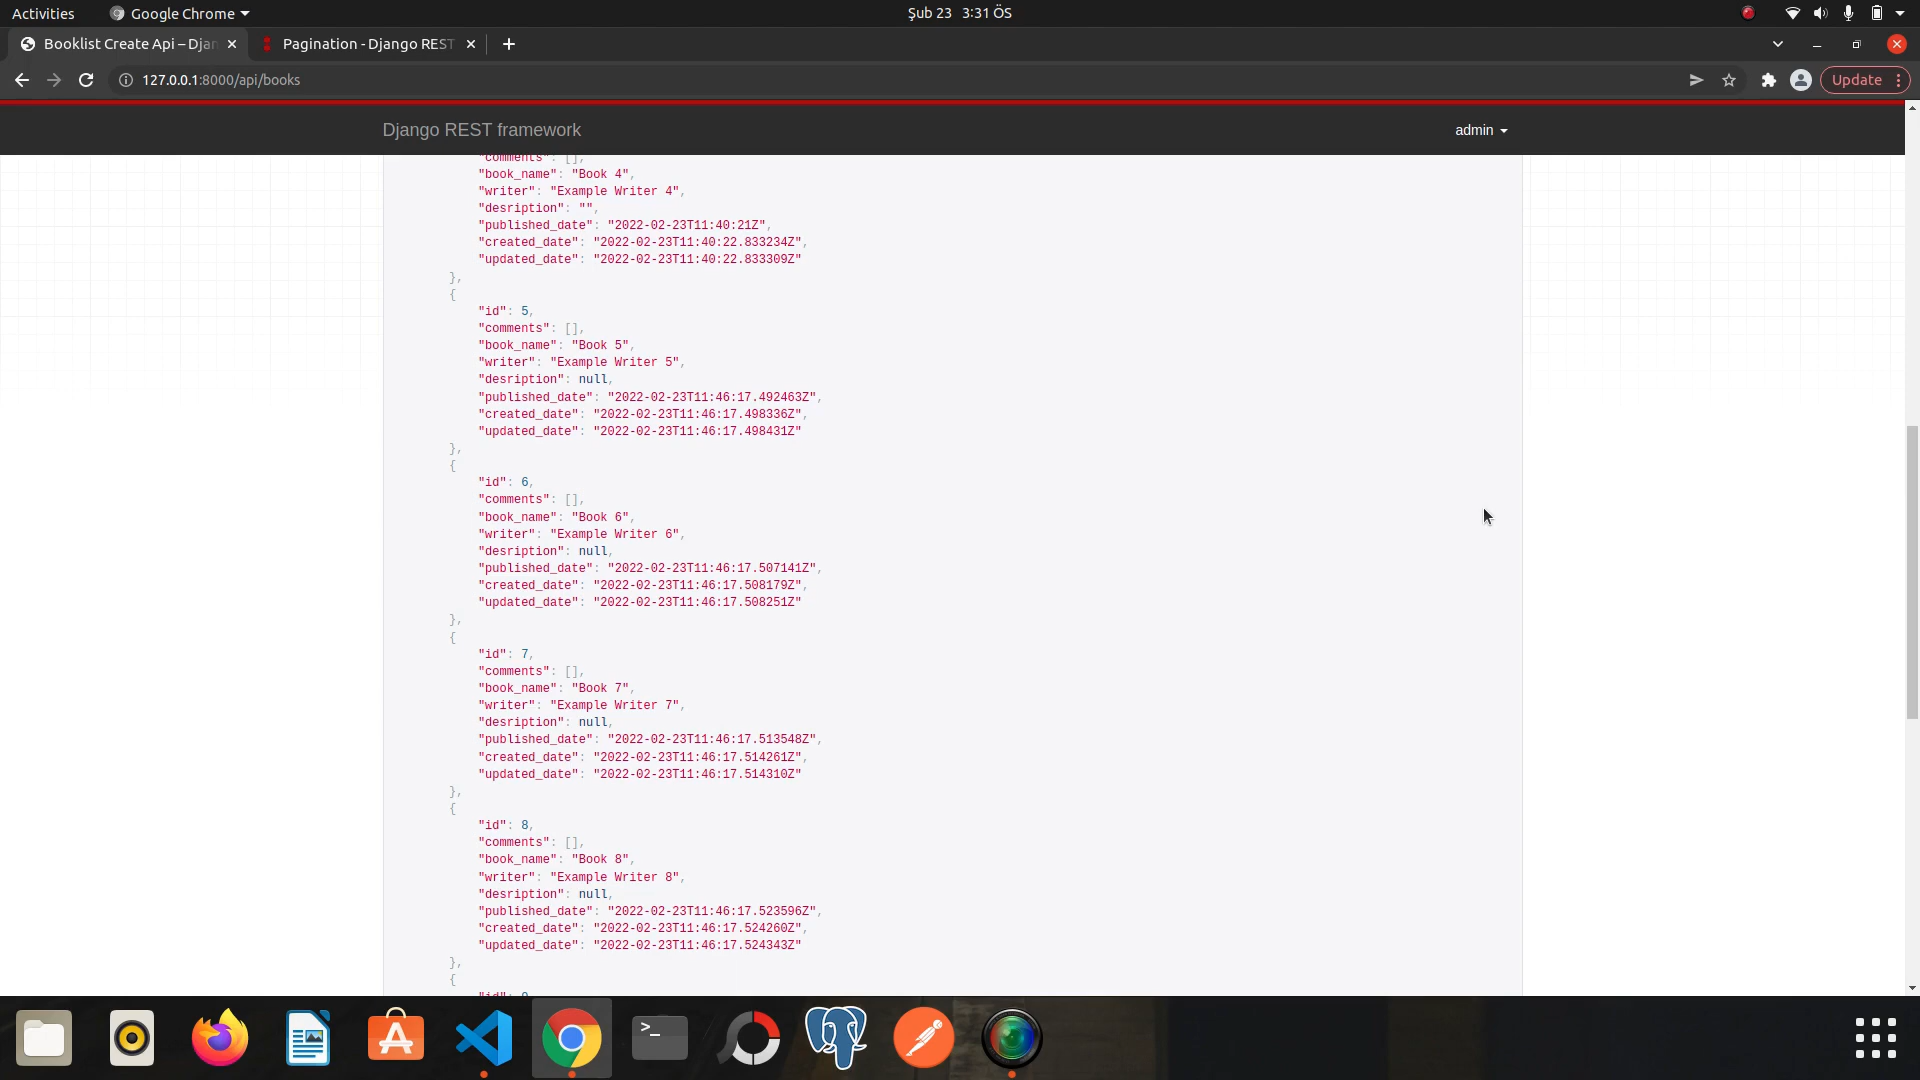 Activities
Google Chrome
Şub 23 3:31 ÖS
Booklist Create Api – Djan
Pagination - Django REST
127.0.0.1:8000/api/books
Update
Django REST framework
admin
"comments": [],
"book_name": "Book 4",
"writer": "Example Writer 4",
"desription": "",
"published_date": "2022-02-23T11:40:21Z",
"created_date": "2022-02-23T11:40:22.833234Z",
"updated_date": "2022-02-23T11:40:22.833309Z"
},
{
"id": 5,
"comments": [],
"book_name": "Book 5",
"writer": "Example Writer 5",
"desription": null,
"published_date": "2022-02-23T11:46:17.492463Z",
"created_date": "2022-02-23T11:46:17.498336Z",
"updated_date": "2022-02-23T11:46:17.498431Z"
},
{
"id": 6,
"comments": [],
"book_name": "Book 6",
"writer": "Example Writer 6",
"desription": null,
"published_date": "2022-02-23T11:46:17.507141Z",
"created_date": "2022-02-23T11:46:17.508179Z",
"updated_date": "2022-02-23T11:46:17.508251Z"
},
{
"id": 7,
"comments": [],
"book_name": "Book 7",
"writer": "Example Writer 7",
"desription": null,
"published_date": "2022-02-23T11:46:17.513548Z",
"created_date": "2022-02-23T11:46:17.514261Z",
"updated_date": "2022-02-23T11:46:17.514310Z"
},
{
"id": 8,
"comments": [],
"book_name": "Book 8",
"writer": "Example Writer 8",
"desription": null,
"published_date": "2022-02-23T11:46:17.523596Z",
"created_date": "2022-02-23T11:46:17.524260Z",
"updated_date": "2022-02-23T11:46:17.524343Z"
},
{